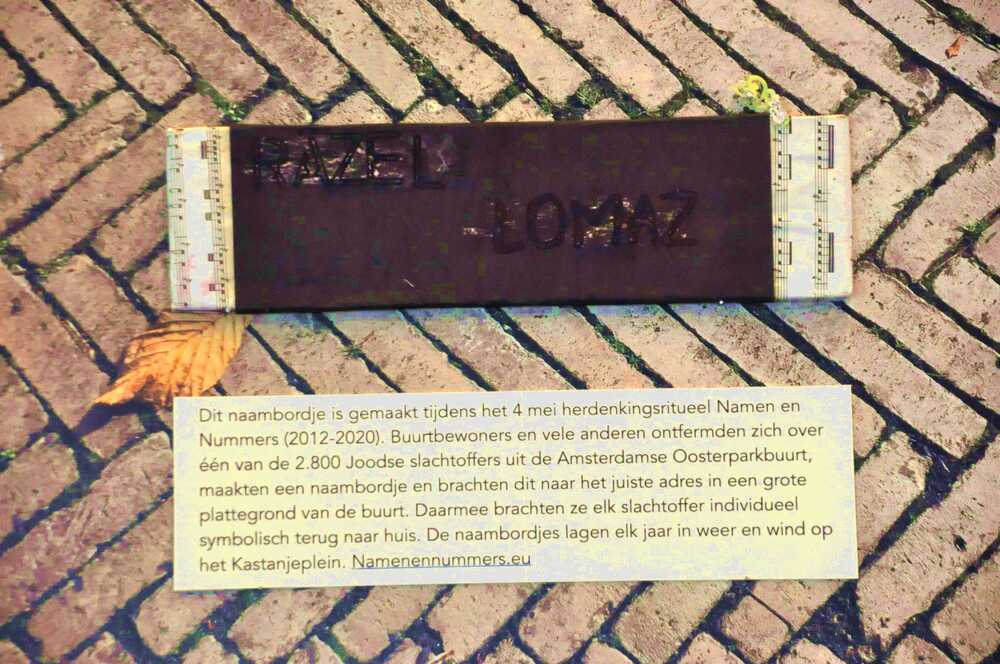 RAZEL
LOMAZ
Dit naambordje is gemaakt tijdens het 4 mei herdenkingsritueel Namen en
Nummers (2012-2020). Buurtbewoners en vele anderen ontfermden zich over
één van de 2.800 Joodse slachtoffers uit de Amsterdamse Oosterparkbuurt,
maakten een naambordje en brachten dit naar het juiste adres in een grote
plattegrond van de buurt. Daarmee brachten ze elk slachtoffer individueel
symbolisch terug naar huis. De naambordjes lagen elk jaar in weer en wind op
het Kastanjeplein. Namenennummers.eu